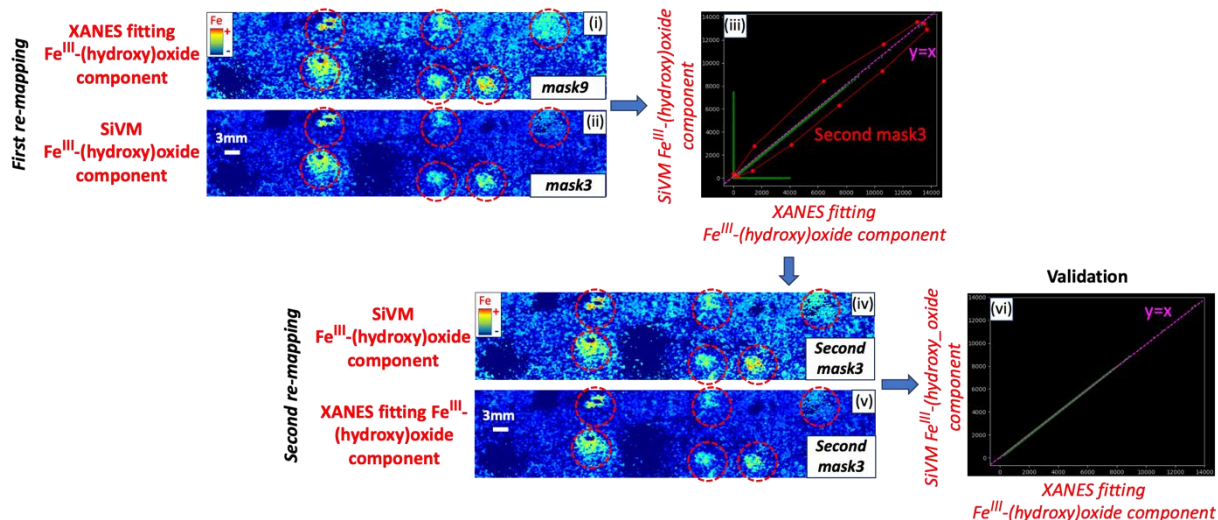 First re-mapping
XANES fitting
Fe^III-(hydroxy)oxide
component
Fe
+
-
(i)
mask9
SiVM
Fe^III-(hydroxy)oxide
component
3mm
(ii)
mask3
SiVM Fe^III-(hydroxy)oxide
component
(iii)
y=x
Second mask3
14000
12000
10000
8000
6000
4000
2000
0
0 2000 4000 6000 8000 10000 12000 14000
XANES fitting
Fe^III-(hydroxy)oxide component
Second re-mapping
SiVM
Fe^III-(hydroxy)oxide
component
Fe
+
-
(iv)
Second
mask3
XANES fitting Fe^III-
(hydroxy)oxide
component
3mm
(v)
Second
mask3
Validation
SiVM Fe^III-(hydroxy_oxide
component
(vi)
y=x
14000
12000
10000
8000
6000
4000
2000
0
0 2000 4000 6000 8000 10000 12000 14000
XANES fitting
Fe^III-(hydroxy)oxide component